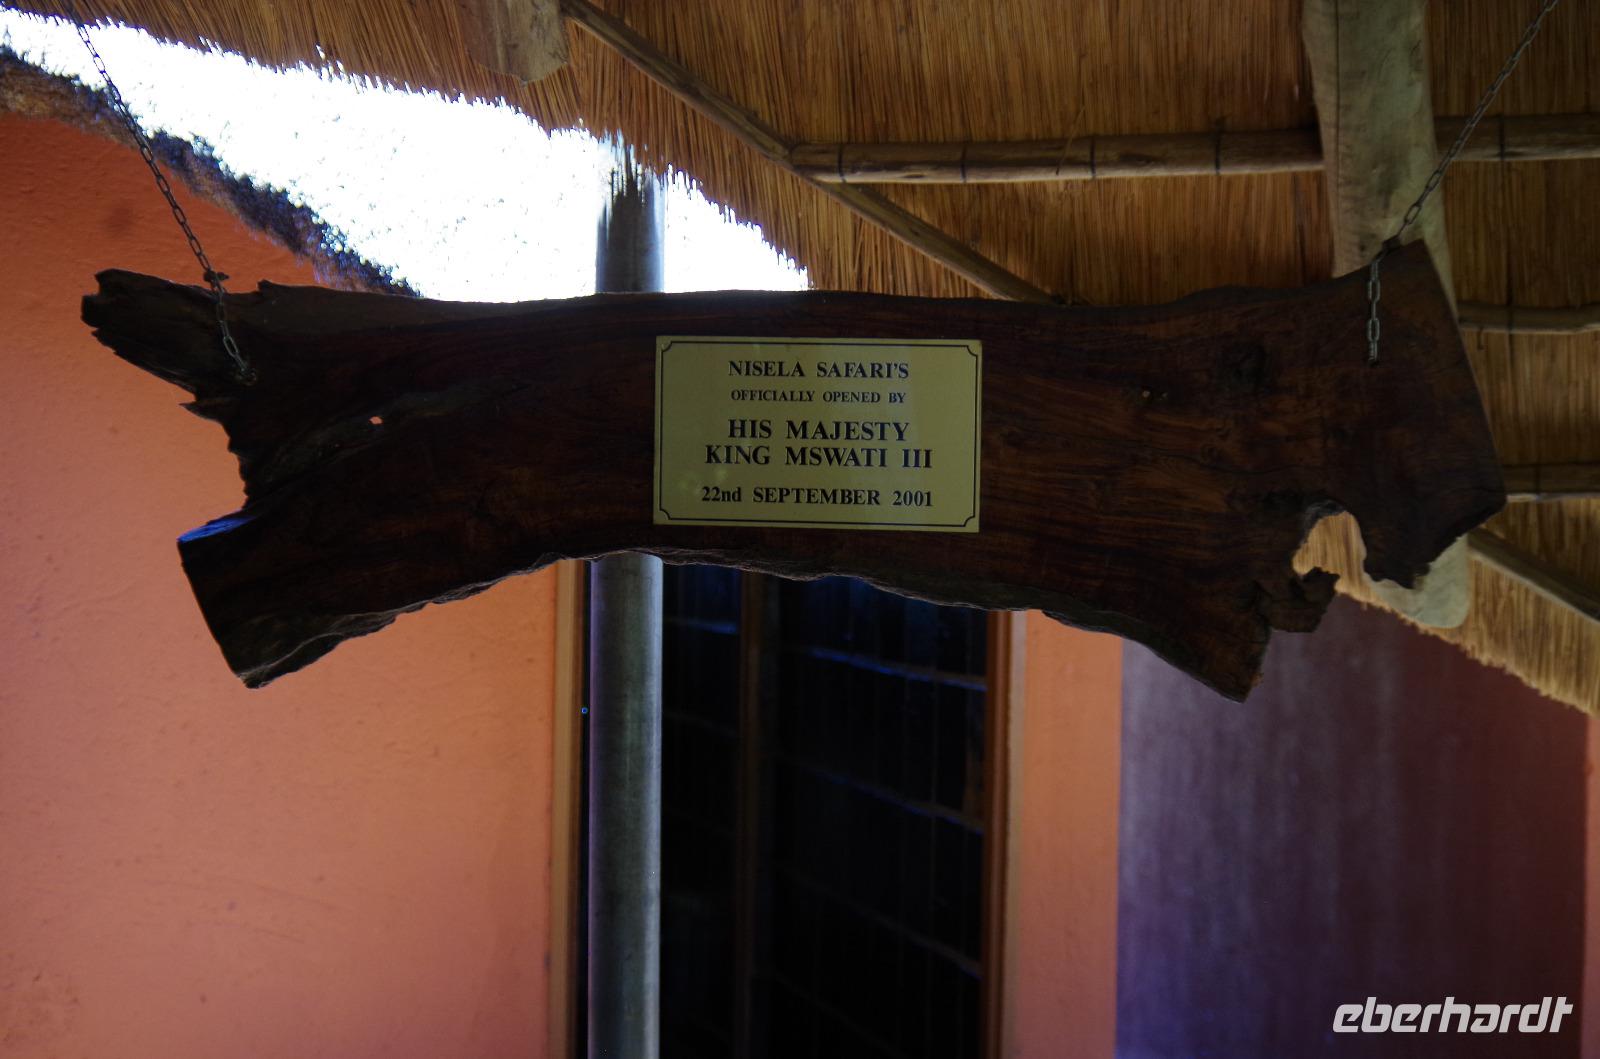 NISELA SAFARI'S
OFFICIALLY OPENED BY
HIS MAJESTY
KING MSWATI III
22nd SEPTEMBER 2001
eberhardt